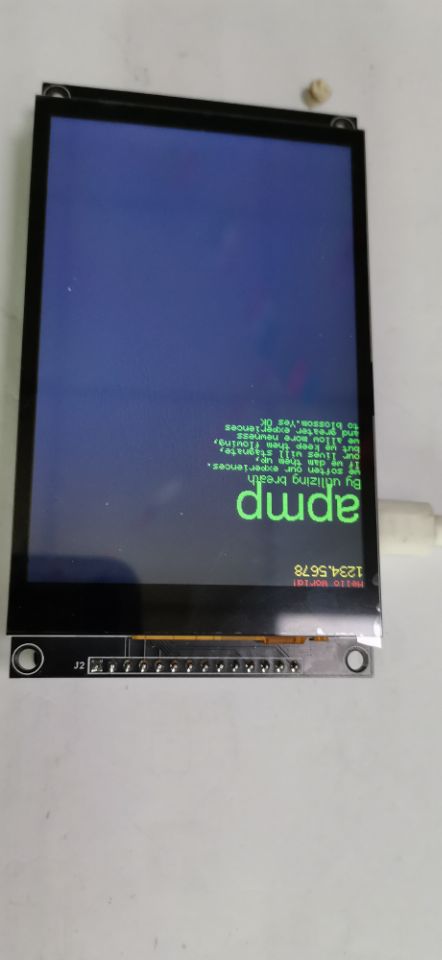 Hello World!
1234.5678
apmp
By utilizing breath
we soften our experiences.
If we dam them up,
our lives will stagnate,
but we keep them flowing,
we allow more newness
and greater experiences
to blossom.Yes OK
J2